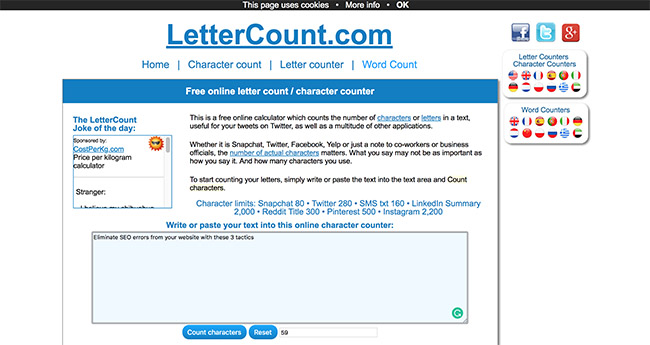 This page uses cookies • More info • OK
LetterCount.com
Home | Character count | Letter counter | Word Count
Free online letter count / character counter
The LetterCount
Joke of the day:
Sponsored by:
CostPerKg.com
Price per kilogram
calculator
Stranger:
I believe my chihuahua
This is a free online calculator which counts the number of characters or letters in a text,
useful for your tweets on Twitter, as well as a multitude of other applications.
Whether it is Snapchat, Twitter, Facebook, Yelp or just a note to co-workers or business
officials, the number of actual characters matters. What you say may not be as important as
how you say it. And how many characters you use.
To start counting your letters, simply write or paste the text into the text area and Count
characters.
Character limits: Snapchat 80 • Twitter 280 • SMS txt 160 • LinkedIn Summary
2,000 • Reddit Title 300 • Pinterest 500 • Instagram 2,200
Write or paste your text into this online character counter:
Eliminate SEO errors from your website with these 3 tactics
Count characters Reset 59
Letter Counters
Character Counters
Word Counters